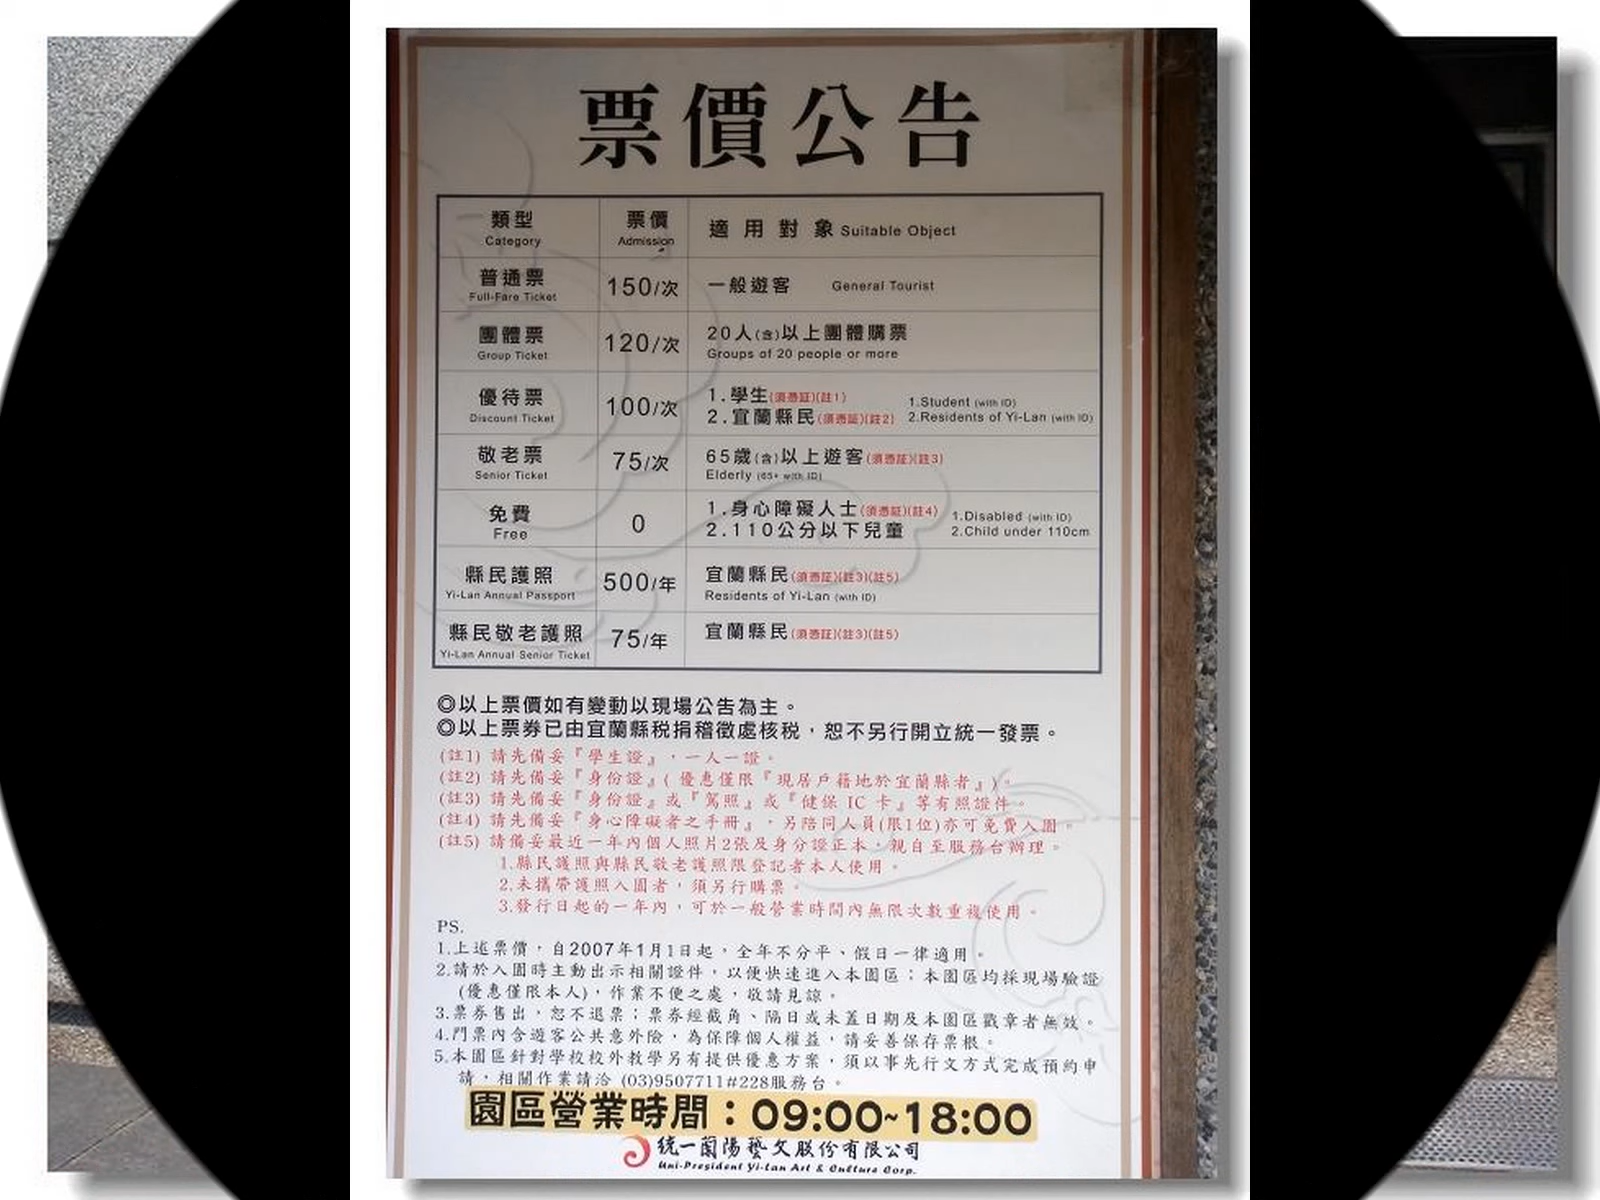 票價公告
類型 票價 適用對象 Suitable Object
Category Admission
普通票 150/次 一般遊客 General Tourist
Full-Fare Ticket
團體票 120/次 20人(含)以上團體購票
Group Ticket Groups of 20 people or more
優待票 100/次 1.學生(須憑証)(註1) 1.Student (with ID)
Discount Ticket 2.宜蘭縣民(須憑証)(註2) 2.Residents of Yi-Lan (with ID)
敬老票 75/次 65歲(含)以上遊客(須憑証)(註3)
Senior Ticket Elderly (65+ with ID)
免費 0 1.身心障礙人士(須憑証)(註4) 1.Disabled (with ID)
Free 2.110公分以下兒童 2.Child under 110cm
縣民護照 500/年 宜蘭縣民(須憑証)(註3)(註5)
Yi-Lan Annual Passport Residents of Yi-Lan (with ID)
縣民敬老護照 75/年 宜蘭縣民(須憑証)(註3)(註5)
Yi-Lan Annual Senior Ticket
◎以上票價如有變動以現場公告為主。
◎以上票券已由宜蘭縣稅捐稽徵處核稅，恕不另行開立統一發票。
(註1) 請先備妥『學生證』，一人一證。
(註2) 請先備妥『身份證』( 優惠僅限『現居戶籍地於宜蘭縣者』)。
(註3) 請先備妥『身份證』或『駕照』或『健保 IC 卡』等有照證件。
(註4) 請先備妥『身心障礙者之手冊』，另陪同人員(限1位)亦可免費入園。
(註5) 請備妥最近一年內個人照片2張及身分證正本，親自至服務台辦理。
1.縣民護照與縣民敬老護照限登記者本人使用。
2.未攜帶護照入園者，須另行購票。
3.發行日起的一年內，可於一般營業時間內無限次數重複使用。
PS.
1.上述票價，自2007年1月1日起，全年不分平、假日一律適用。
2.請於入園時主動出示相關證件，以便快速進入本園區；本園區均採現場驗證
(優惠僅限本人)，作業不便之處，敬請見諒。
3.票券售出，恕不退票；票券經截角、隔日或未蓋日期及本園區戳章者無效。
4.門票內含遊客公共意外險，為保障個人權益，請妥善保存票根。
5.本園區針對學校校外教學另有提供優惠方案，須以事先行文方式完成預約申
請，相關作業請洽 (03)9507711#228服務台。
園區營業時間：09:00~18:00
統一蘭陽藝文股份有限公司
Uni-President Yi-Lan Art & Culture Corp.